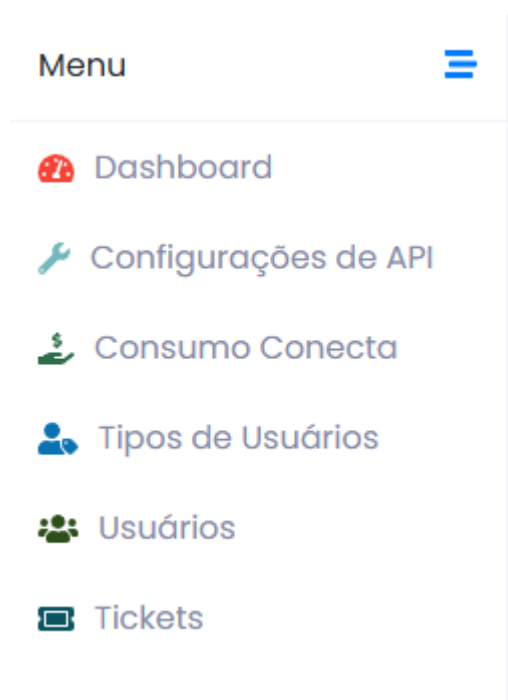 Menu
Dashboard
Configurações de API
Consumo Conecta
Tipos de Usuários
Usuários
Tickets